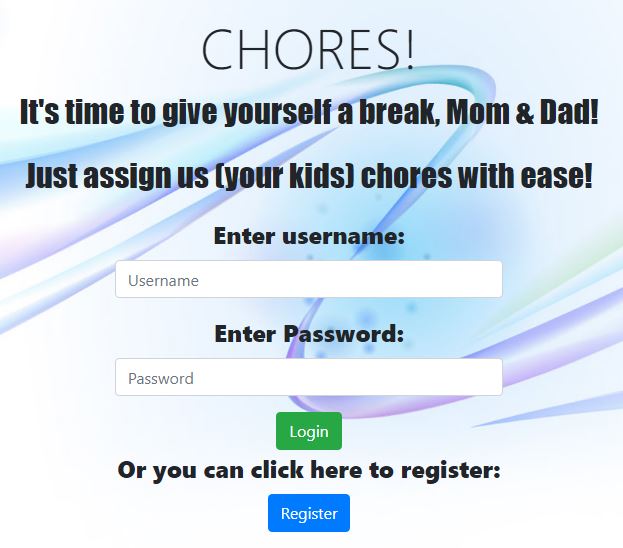 CHORES!
It's time to give yourself a break, Mom & Dad!
Just assign us (your kids) chores with ease!
Enter username:
Username
Enter Password:
Password
Login
Or you can click here to register:
Register